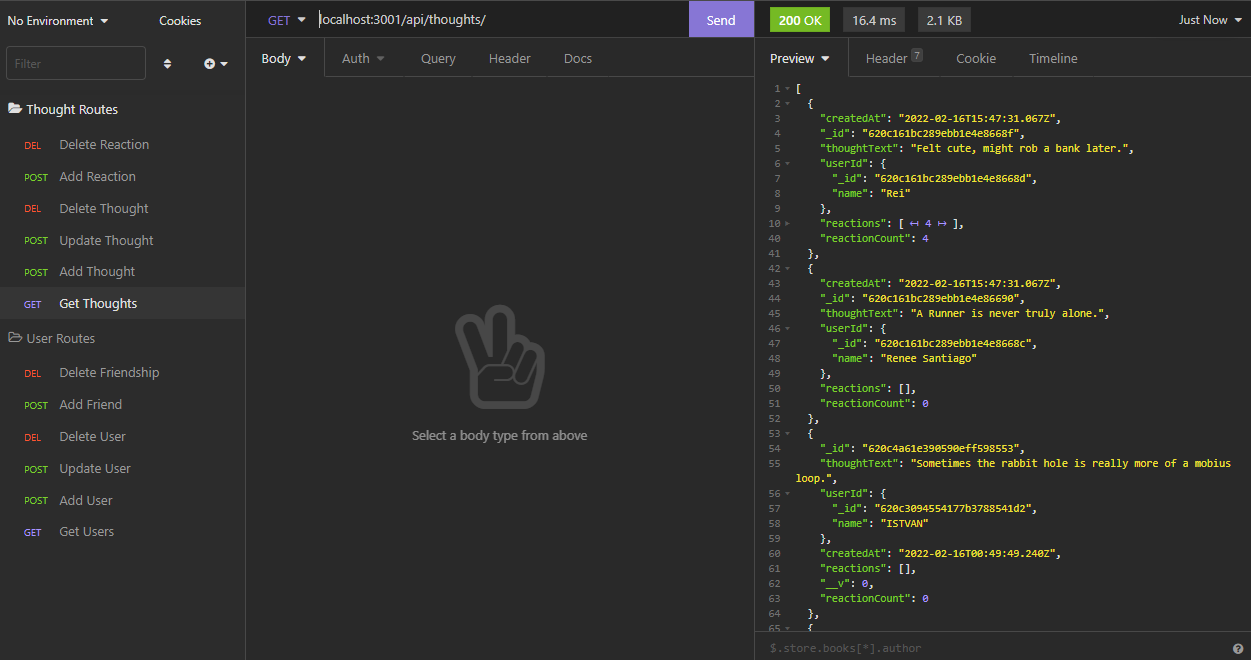 No Environment
Cookies
Filter
Thought Routes
DEL Delete Reaction
POST Add Reaction
DEL Delete Thought
POST Update Thought
POST Add Thought
GET Get Thoughts
User Routes
DEL Delete Friendship
POST Add Friend
DEL Delete User
POST Update User
POST Add User
GET Get Users
GET localhost:3001/api/thoughts/ Send
Body Auth Query Header Docs
Select a body type from above
200 OK 16.4 ms 2.1 KB Just Now
Preview Header 7 Cookie Timeline
1 [
2 {
3 "createdAt": "2022-02-16T15:47:31.067Z",
4 "_id": "620c161bc289ebb1e4e8668f",
5 "thoughtText": "Felt cute, might rob a bank later.",
6 "userId": {
7 "_id": "620c161bc289ebb1e4e8668d",
8 "name": "Rei"
9 },
10 "reactions": [ ↤ 4 ↦ ],
40 "reactionCount": 4
41 },
42 {
43 "createdAt": "2022-02-16T15:47:31.067Z",
44 "_id": "620c161bc289ebb1e4e86690",
45 "thoughtText": "A Runner is never truly alone.",
46 "userId": {
47 "_id": "620c161bc289ebb1e4e8668c",
48 "name": "Renee Santiago"
49 },
50 "reactions": [],
51 "reactionCount": 0
52 },
53 {
54 "_id": "620c4a61e390590eff598553",
55 "thoughtText": "Sometimes the rabbit hole is really more of a mobius
loop.",
56 "userId": {
57 "_id": "620c3094554177b3788541d2",
58 "name": "ISTVAN"
59 },
60 "createdAt": "2022-02-16T00:49:49.240Z",
61 "reactions": [],
62 "__v": 0,
63 "reactionCount": 0
64 },
65 {
$.store.books[*].author